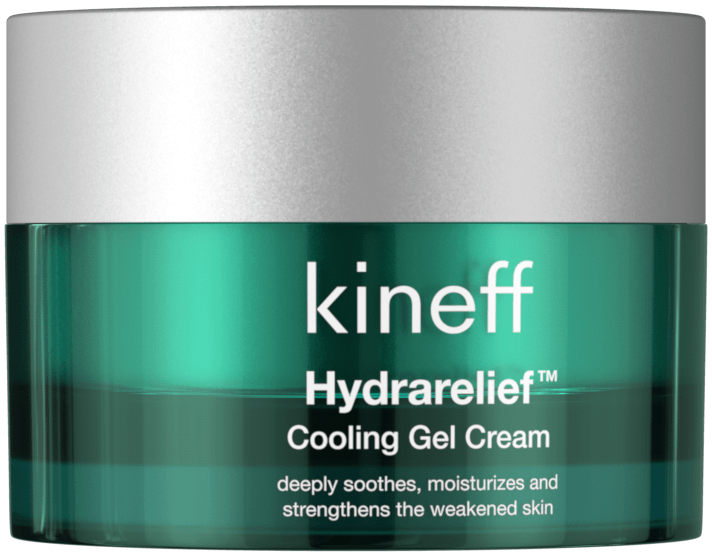 kineff
Hydrarelief™
Cooling Gel Cream
deeply soothes, moisturizes and
strengthens the weakened skin